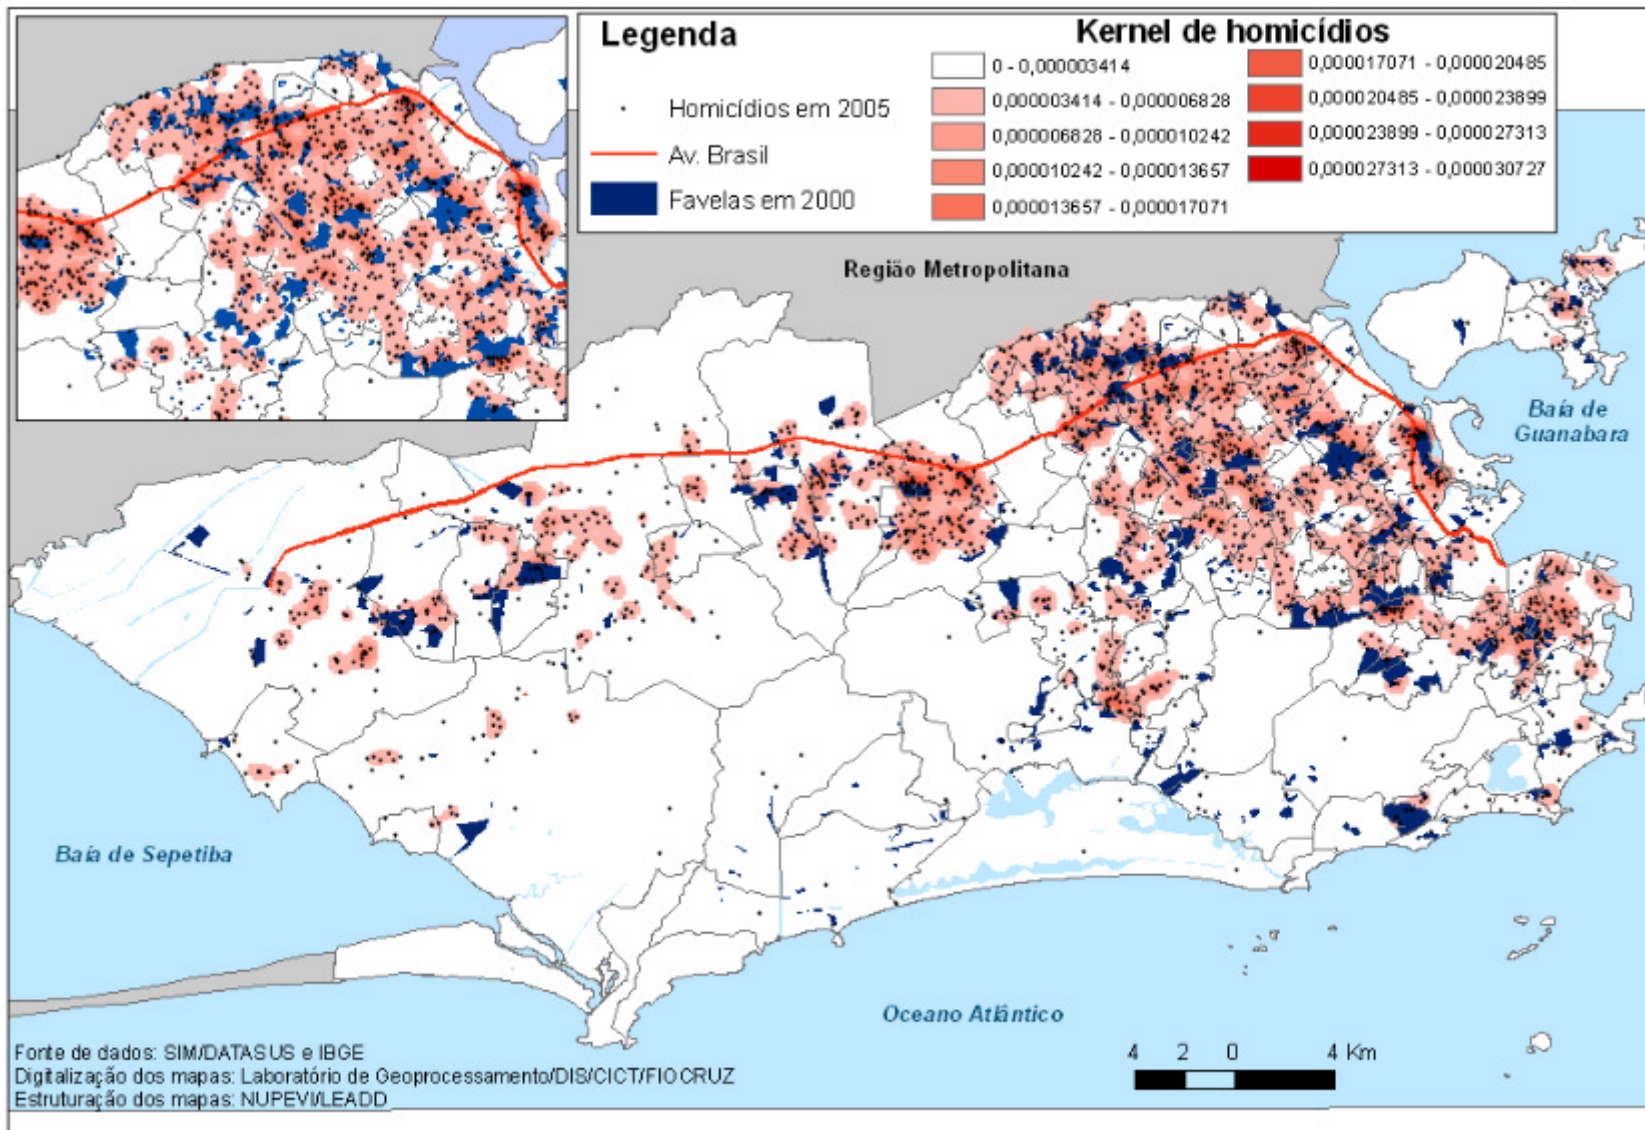 Legenda
Homicídios em 2005
Av. Brasil
Favelas em 2000
Kernel de homicídios
0 - 0,000003414
0,000003414 - 0,000006828
0,000006828 - 0,000010242
0,000010242 - 0,000013657
0,000013657 - 0,000017071
0,000017071 - 0,000020485
0,000020485 - 0,000023899
0,000023899 - 0,000027313
0,000027313 - 0,000030727
Região Metropolitana
Baía de
Guanabara
Baía de Sepetiba
Oceano Atlântico
4 2 0 4 Km
Fonte de dados: SIM/DATASUS e IBGE
Digitalização dos mapas: Laboratório de Geoprocessamento/DIS/CICT/FIOCRUZ
Estruturação dos mapas: NUPEVI/LEADD